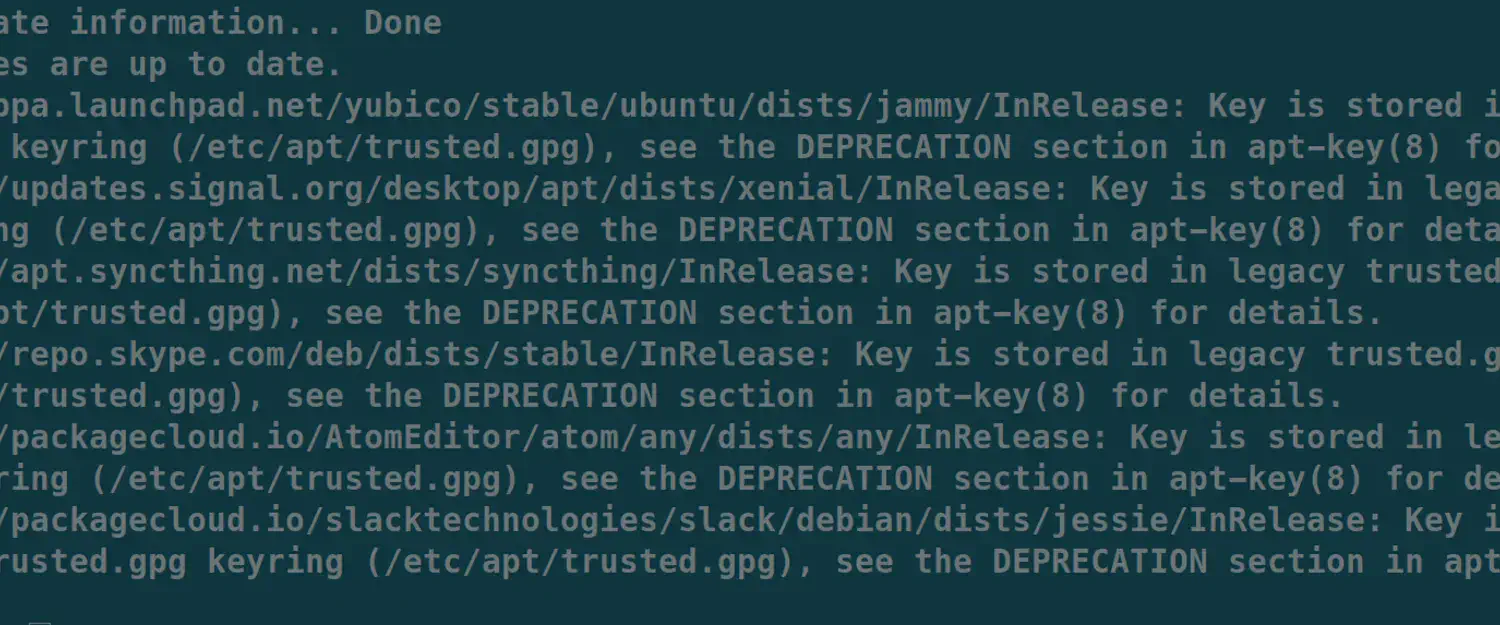 ate information... Done
es are up to date.
ppa.launchpad.net/yubico/stable/ubuntu/dists/jammy/InRelease: Key is stored i
keyring (/etc/apt/trusted.gpg), see the DEPRECATION section in apt-key(8) fo
/updates.signal.org/desktop/apt/dists/xenial/InRelease: Key is stored in lega
ng (/etc/apt/trusted.gpg), see the DEPRECATION section in apt-key(8) for deta
/apt.syncthing.net/dists/syncthing/InRelease: Key is stored in legacy trusted
pt/trusted.gpg), see the DEPRECATION section in apt-key(8) for details.
/repo.skype.com/deb/dists/stable/InRelease: Key is stored in legacy trusted.g
/trusted.gpg), see the DEPRECATION section in apt-key(8) for details.
/packagecloud.io/AtomEditor/atom/any/dists/any/InRelease: Key is stored in le
ring (/etc/apt/trusted.gpg), see the DEPRECATION section in apt-key(8) for de
/packagecloud.io/slacktechnologies/slack/debian/dists/jessie/InRelease: Key i
rusted.gpg keyring (/etc/apt/trusted.gpg), see the DEPRECATION section in apt